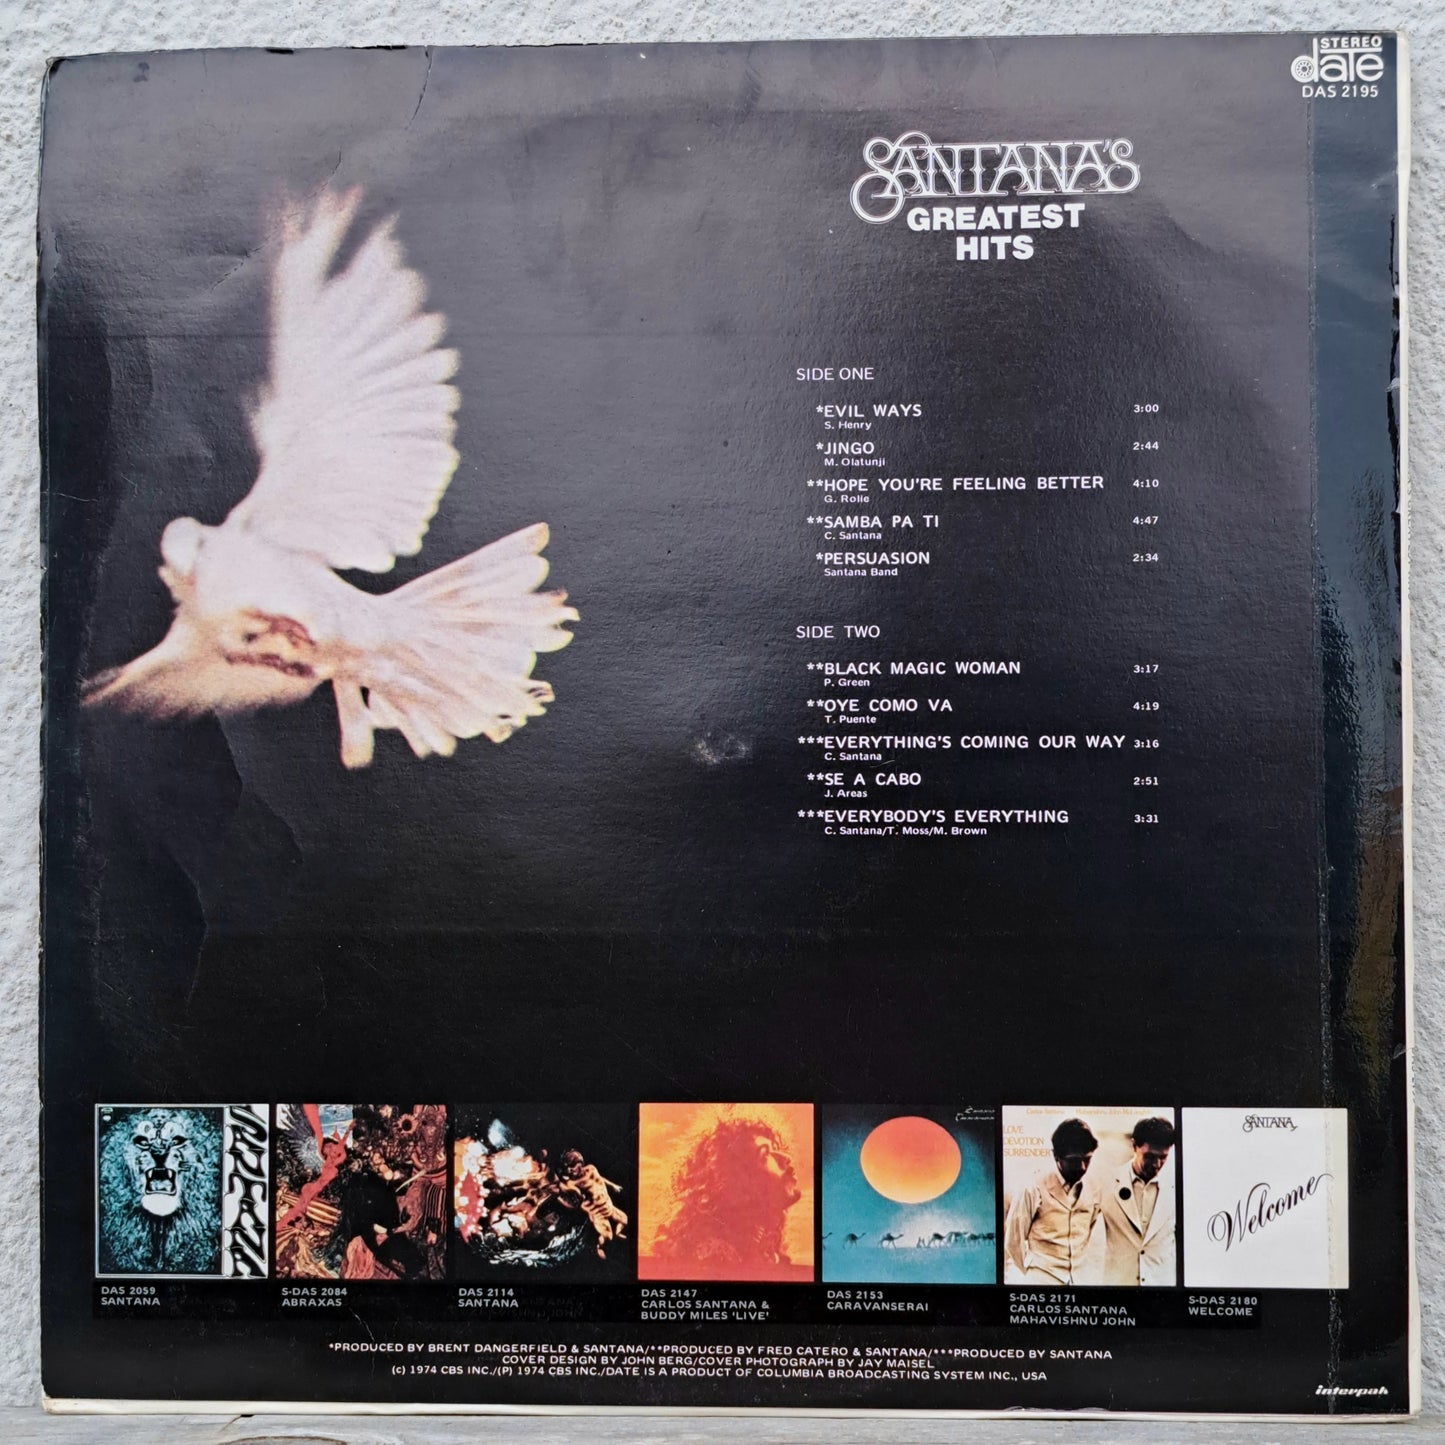 STEREO
date
DAS 2195
SANTANA'S
GREATEST
HITS
SIDE ONE
*EVIL WAYS 3:00
S. Henry
*JINGO 2:44
M. Olatunji
**HOPE YOU'RE FEELING BETTER 4:10
G. Rolie
**SAMBA PA TI 4:47
C. Santana
*PERSUASION 2:34
Santana Band
SIDE TWO
**BLACK MAGIC WOMAN 3:17
P. Green
**OYE COMO VA 4:19
T. Puente
***EVERYTHING'S COMING OUR WAY 3:16
C. Santana
**SE A CABO 2:51
J. Areas
***EVERYBODY'S EVERYTHING 3:31
C. Santana/T. Moss/M. Brown
SANTANA
Santana
Caravanserai
Carlos Santana Mahavishnu John McLaughlin
LOVE
DEVOTION
SURRENDER
SANTANA
Welcome
DAS 2059
SANTANA
S-DAS 2084
ABRAXAS
DAS 2114
SANTANA
DAS 2147
CARLOS SANTANA &
BUDDY MILES 'LIVE'
DAS 2153
CARAVANSERAI
S-DAS 2171
CARLOS SANTANA
MAHAVISHNU JOHN
S-DAS 2180
WELCOME
*PRODUCED BY BRENT DANGERFIELD & SANTANA/**PRODUCED BY FRED CATERO & SANTANA/***PRODUCED BY SANTANA
COVER DESIGN BY JOHN BERG/COVER PHOTOGRAPH BY JAY MAISEL
(c) 1974 CBS INC./(P) 1974 CBS INC./DATE IS A PRODUCT OF COLUMBIA BROADCASTING SYSTEM INC., USA
interpak